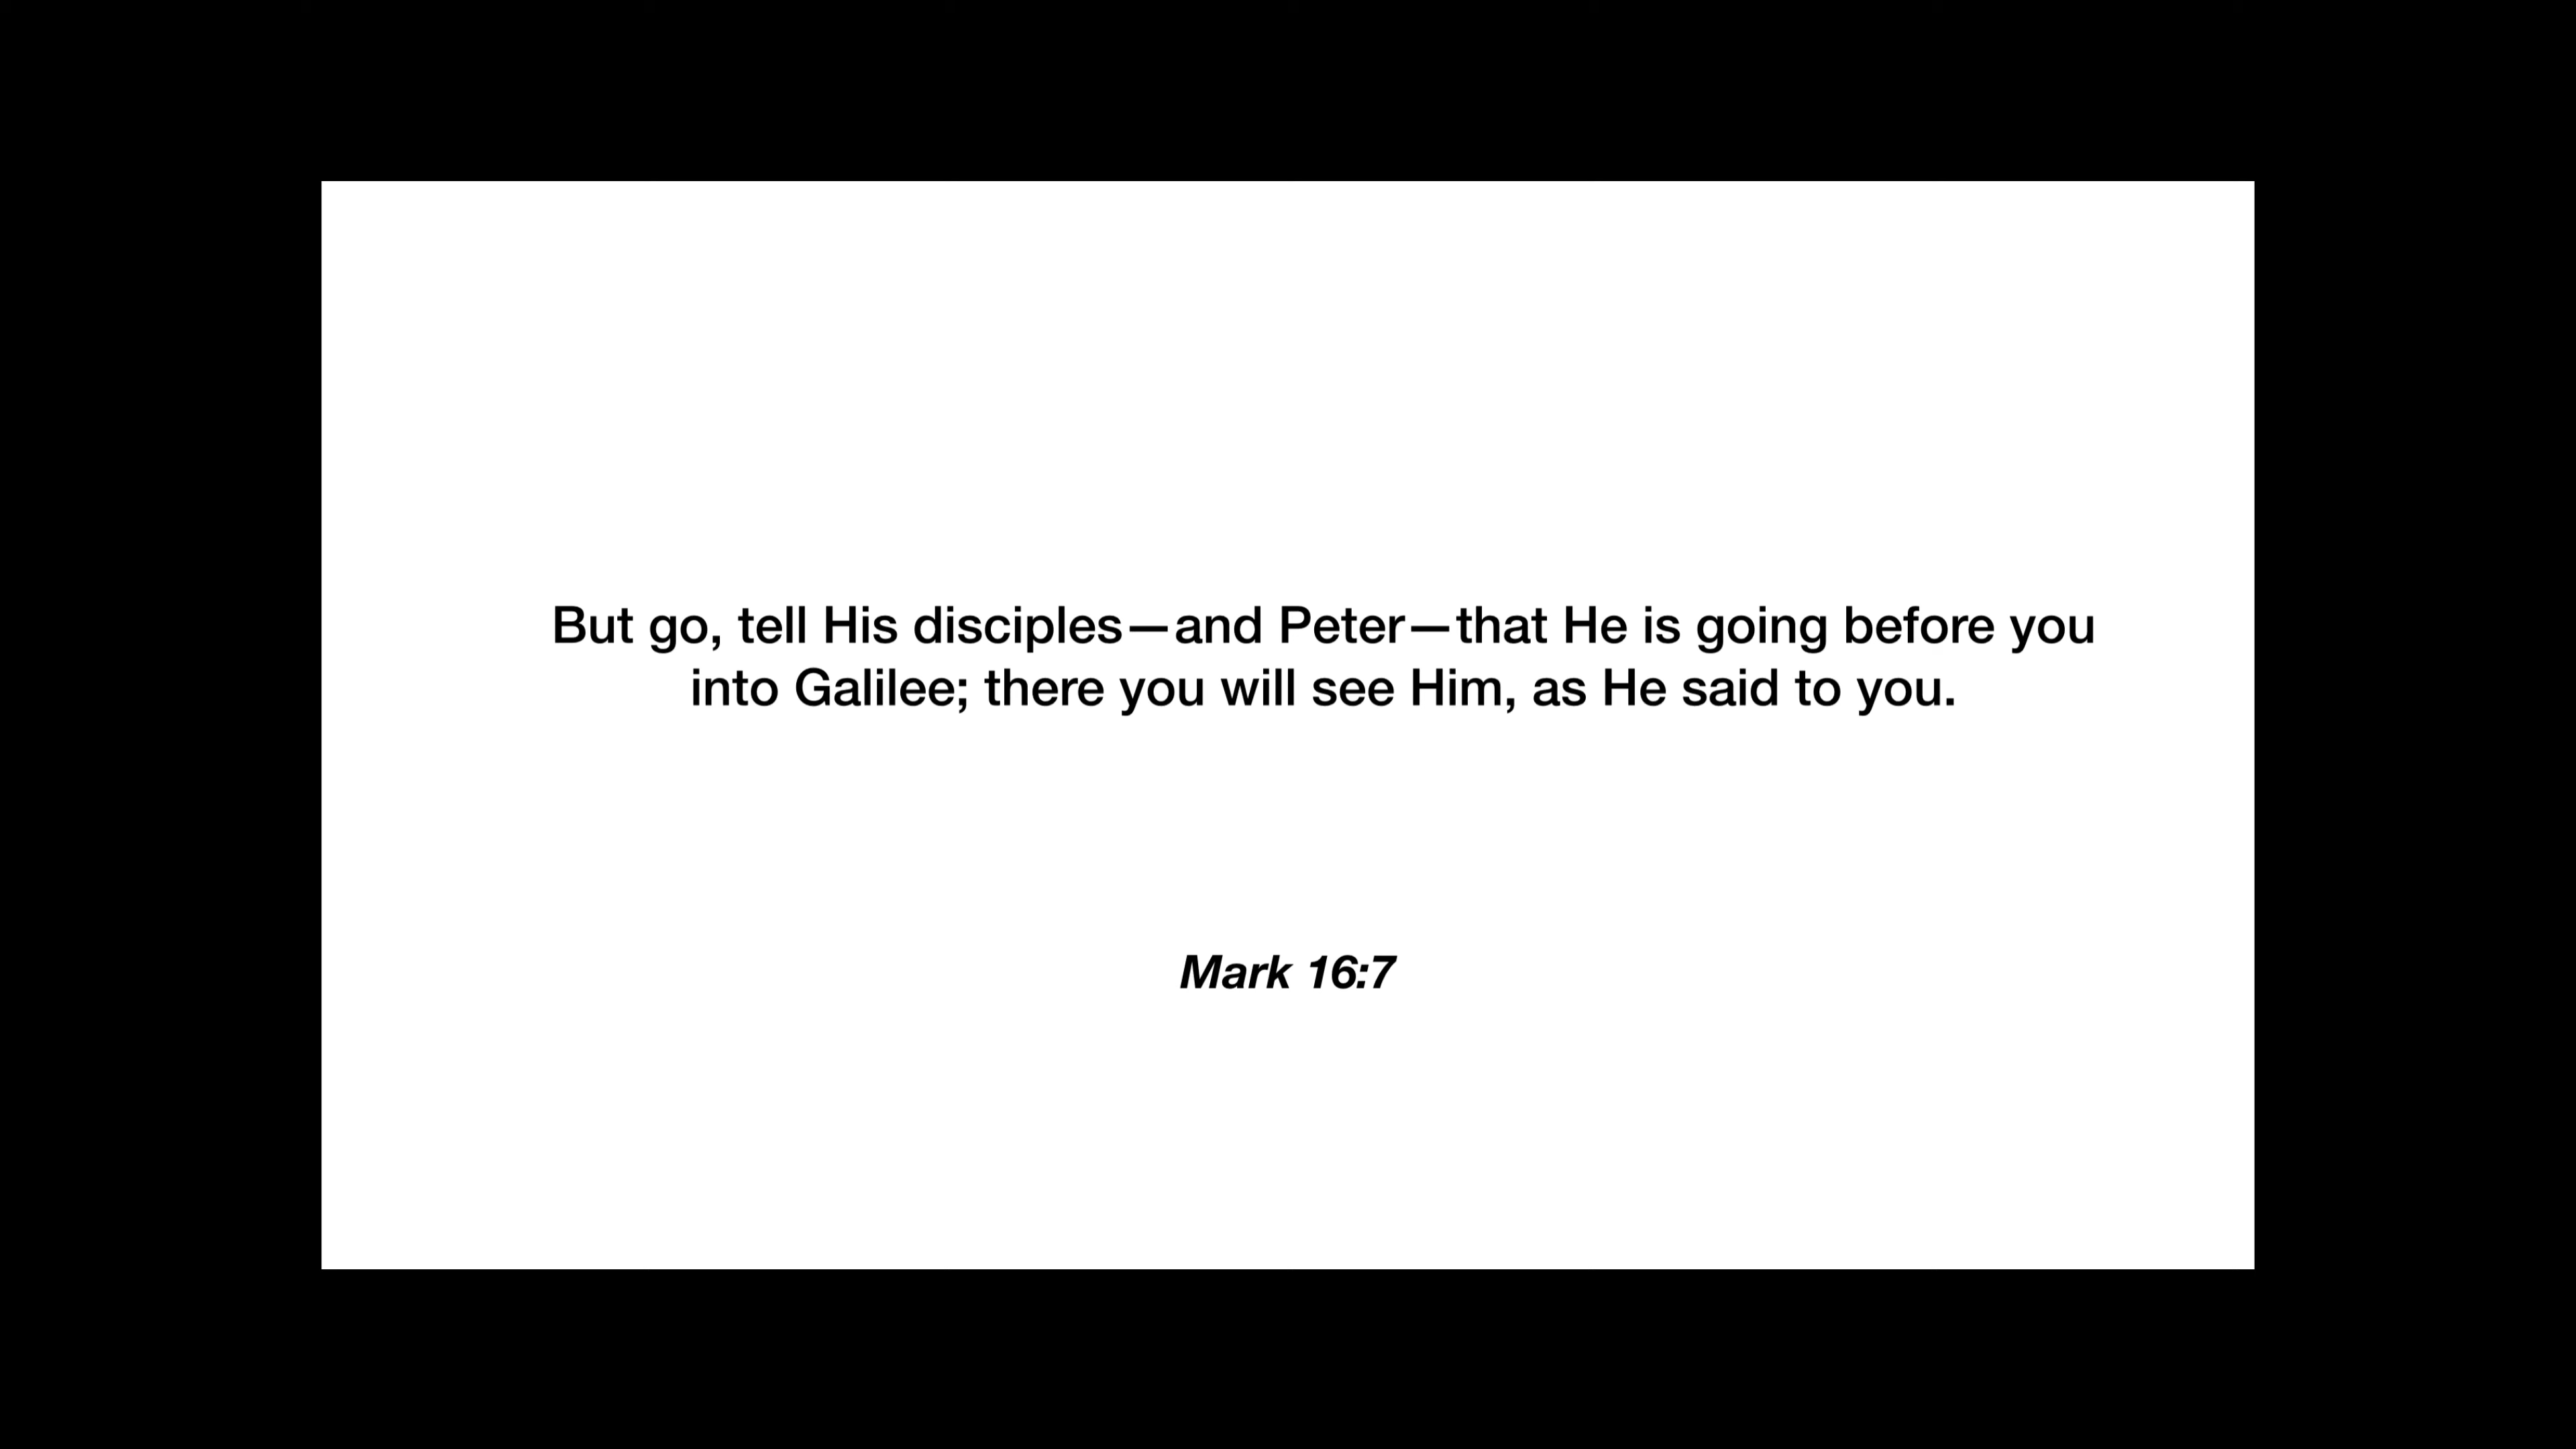 But go, tell His disciples—and Peter—that He is going before you
into Galilee; there you will see Him, as He said to you.
Mark 16:7